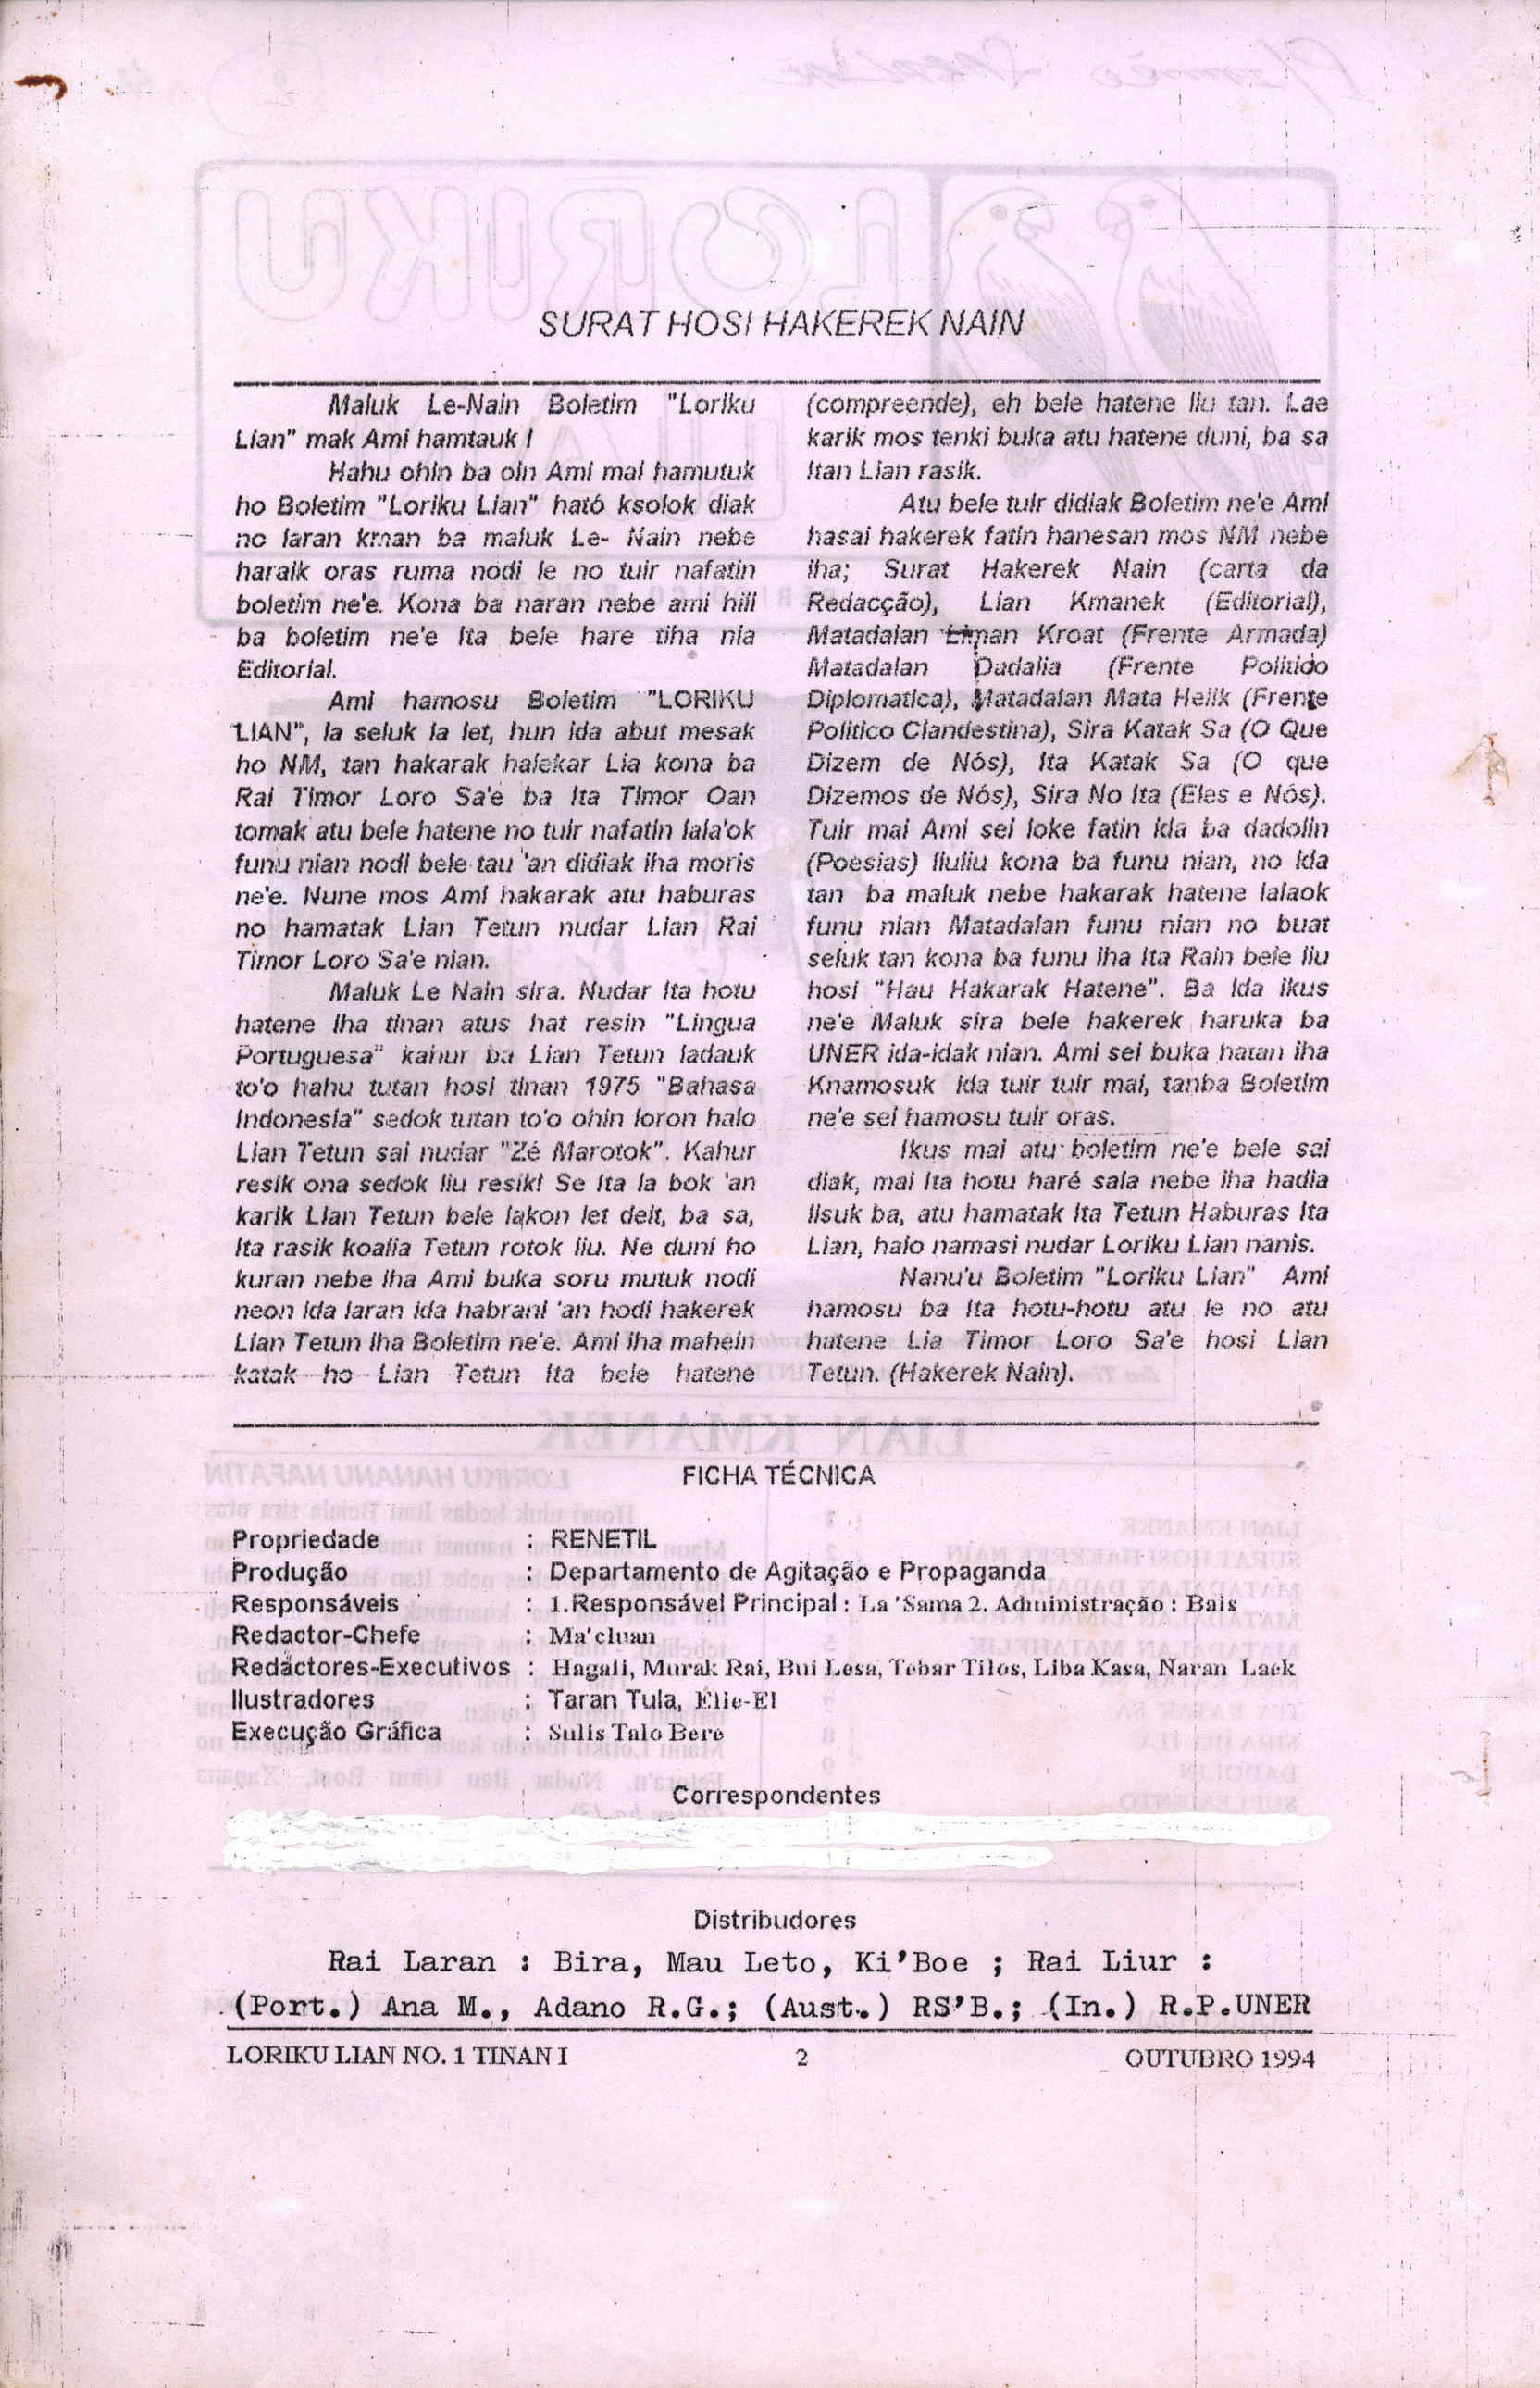 SURAT HOSI HAKEREK NAIN
Maluk Le-Nain Boletim "Loriku
Lian" mak Ami hamtauk !
Hahu ohin ba oin Ami mai hamutuk
ho Boletim "Loriku Lian" ható ksolok diak
no laran kman ba maluk Le- Nain nebe
haraik oras ruma nodi le no tuir nafatin
boletim ne'e. Kona ba naran nebe ami hili
ba boletim ne'e Ita bele hare tiha nia
Editorial.
Ami hamosu Boletim "LORIKU
LIAN", la seluk la let, hun ida abut mesak
ho NM, tan hakarak halekar Lia kona ba
Rai Timor Loro Sa'e ba Ita Timor Oan
tomak atu bele hatene no tuir nafatin lala'ok
funu nian nodi bele tau 'an didiak iha moris
ne'e. Nune mos Ami hakarak atu haburas
no hamatak Lian Tetun nudar Lian Rai
Timor Loro Sa'e nian.
Maluk Le Nain sira. Nudar Ita hotu
hatene iha tinan atus hat resin "Lingua
Portuguesa" kahur ba Lian Tetun ladauk
to'o hahu tutan hosi tinan 1975 "Bahasa
Indonesia" sedok tutan to'o ohin loron halo
Lian Tetun sai nudar "Zé Marotok". Kahur
resik ona sedok liu resik! Se Ita la bok 'an
karik Lian Tetun bele lakon let deit, ba sa,
Ita rasik koalia Tetun rotok liu. Ne duni ho
kuran nebe iha Ami buka soru mutuk nodi
neon ida laran ida habrani 'an hodi hakerek
Lian Tetun iha Boletim ne'e. Ami iha mahein
katak ho Lian Tetun Ita bele hatene
(compreende), eh bele hatene liu tan. Lae
karik mos tenki buka atu hatene duni, ba sa
Itan Lian rasik.
Atu bele tuir didiak Boletim ne'e Ami
hasai hakerek fatin hanesan mos NM nebe
iha; Surat Hakerek Nain (carta da
Redacção), Lian Kmanek (Editorial),
Matadalan Liman Kroat (Frente Armada)
Matadalan Dadalia (Frente Politido
Diplomatica), Matadalan Mata Helik (Frente
Politico Clandestina), Sira Katak Sa (O Que
Dizem de Nós), Ita Katak Sa (O que
Dizemos de Nós), Sira No Ita (Eles e Nós).
Tuir mai Ami sei loke fatin ida ba dadolin
(Poesias) liuliu kona ba funu nian, no ida
tan ba maluk nebe hakarak hatene lalaok
funu nian Matadalan funu nian no buat
seluk tan kona ba funu iha Ita Rain bele liu
hosi "Hau Hakarak Hatene". Ba ida ikus
ne'e Maluk sira bele hakerek haruka ba
UNER ida-idak nian. Ami sei buka hatan iha
Knamosuk ida tuir tuir mai, tanba Boletim
ne'e sei hamosu tuir oras.
Ikus mai atu boletim ne'e bele sai
diak, mai Ita hotu haré sala nebe iha hadia
lisuk ba, atu hamatak Ita Tetun Haburas Ita
Lian, halo namasi nudar Loriku Lian nanis.
Nanu'u Boletim "Loriku Lian" Ami
hamosu ba Ita hotu-hotu atu le no atu
hatene Lia Timor Loro Sa'e hosi Lian
Tetun. (Hakerek Nain).
FICHA TÉCNICA
Propriedade : RENETIL
Produção : Departamento de Agitação e Propaganda
Responsáveis : 1.Responsável Principal : La 'Sama 2. Administração : Bais
Redactor-Chefe : Ma'cluan
Redáctores-Executivos : Hagali, Murak Rai, Bui Lesa, Tebar Tilos, Liba Kasa, Naran Laek
Ilustradores : Taran Tula, Elle-El
Execução Gráfica : Sulis Talo Bere
Correspondentes
Distribudores
Rai Laran : Bira, Mau Leto, Ki'Boe ; Rai Liur :
(Port.) Ana M., Adano R.G.; (Aust.) RS'B.; (In.) R.P.UNER
LORIKU LIAN NO. 1 TINAN I 2 OUTUBRO 1994